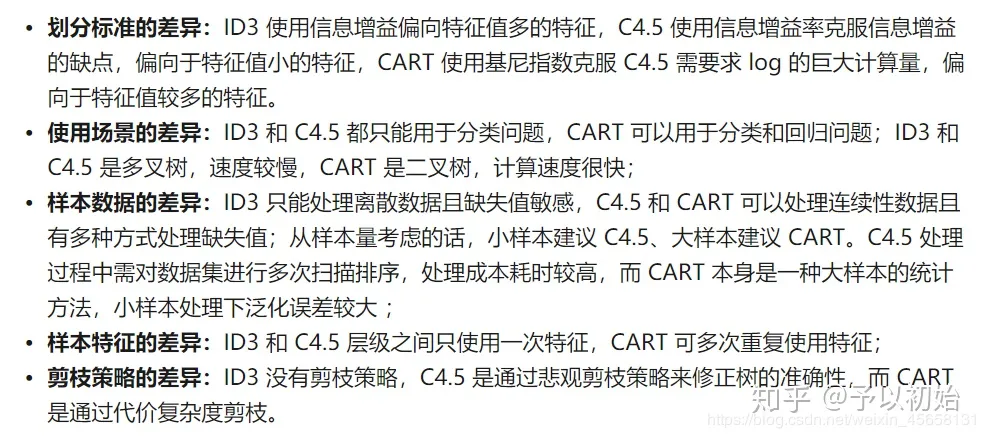 • 划分标准的差异：ID3 使用信息增益偏向特征值多的特征，C4.5 使用信息增益率克服信息增益
的缺点，偏向于特征值小的特征，CART 使用基尼指数克服 C4.5 需要求 log 的巨大计算量，偏
向于特征值较多的特征。
• 使用场景的差异：ID3 和 C4.5 都只能用于分类问题，CART 可以用于分类和回归问题；ID3 和
C4.5 是多叉树，速度较慢，CART 是二叉树，计算速度很快；
• 样本数据的差异：ID3 只能处理离散数据且缺失值敏感，C4.5 和 CART 可以处理连续性数据且
有多种方式处理缺失值；从样本量考虑的话，小样本建议 C4.5、大样本建议 CART。C4.5 处理
过程中需对数据集进行多次扫描排序，处理成本耗时较高，而 CART 本身是一种大样本的统计
方法，小样本处理下泛化误差较大 ；
• 样本特征的差异：ID3 和 C4.5 层级之间只使用一次特征，CART 可多次重复使用特征；
• 剪枝策略的差异：ID3 没有剪枝策略，C4.5 是通过悲观剪枝策略来修正树的准确性，而 CART
是通过代价复杂度剪枝。
知乎 @予以初始
https://blog.csdn.net/weixin_45658131